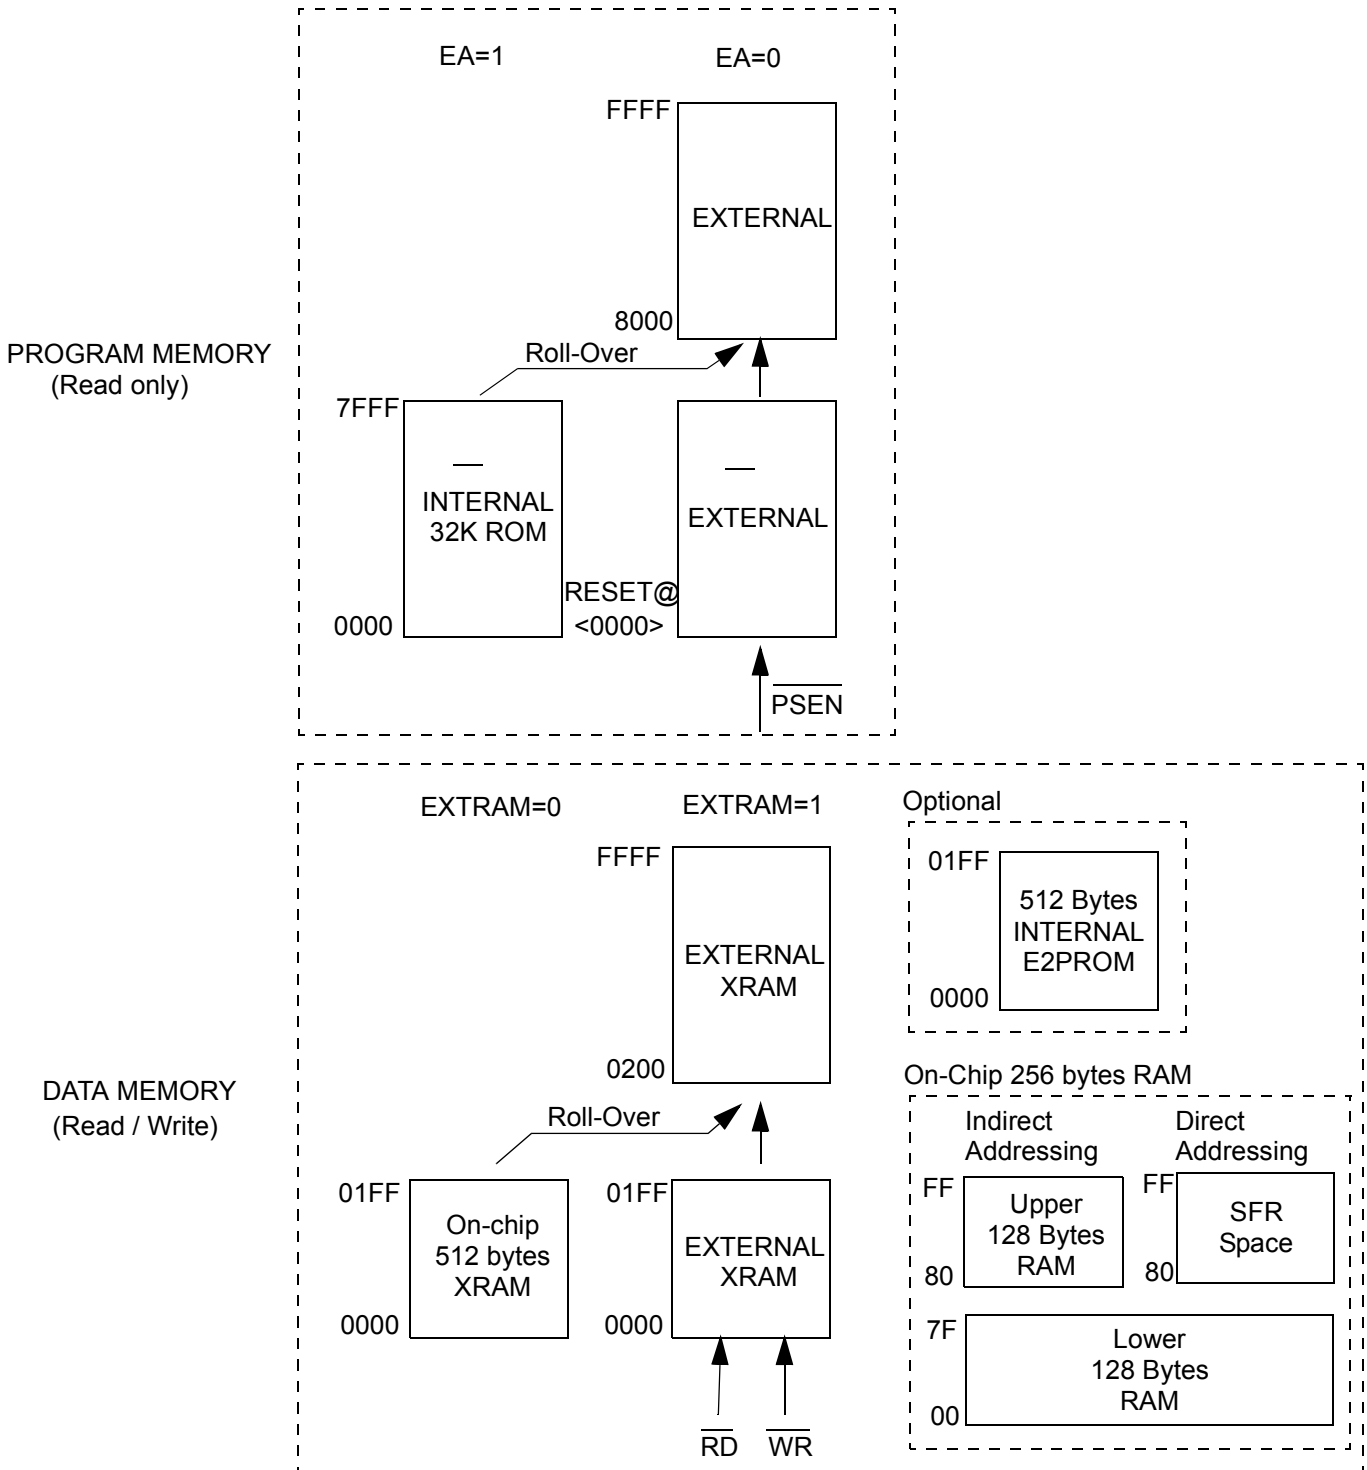 EA=1
EA=0
FFFF
EXTERNAL
8000
Roll-Over
PROGRAM MEMORY
(Read only)
7FFF
INTERNAL
32K ROM
EXTERNAL
RESET@
<0000>
0000
PSEN
EXTRAM=0
EXTRAM=1
Optional
FFFF
EXTERNAL
XRAM
0200
01FF
512 Bytes
INTERNAL
E2PROM
0000
DATA MEMORY
(Read / Write)
Roll-Over
01FF
On-chip
512 bytes
XRAM
0000
01FF
EXTERNAL
XRAM
0000
RD
WR
On-Chip 256 bytes RAM
Indirect
Addressing
Direct
Addressing
FF
Upper
128 Bytes
RAM
80
FF
SFR
Space
80
7F
Lower
128 Bytes
RAM
00